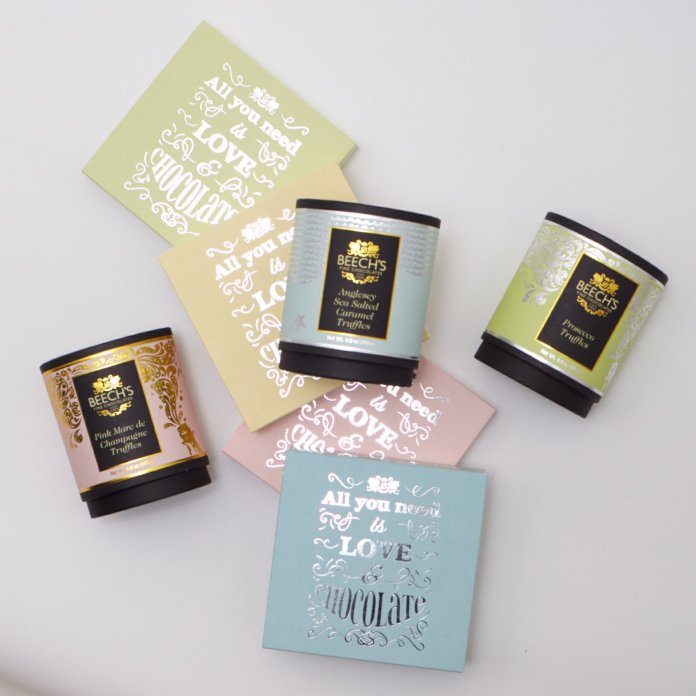 All you need
is
LOVE
&
CHOCOLATE
All you need
is
LOVE
&
CHOCOLATE
BEECH'S
FINE CHOCOLATES
Anglesey
Sea Salted
Caramel
Truffles
BEECH'S
FINE CHOCOLATES
Prosecco
Truffles
BEECH'S
FINE CHOCOLATES
Pink Marc de
Champagne
Truffles
LOVE
&
CHOCOLATE
All you need
is
LOVE
&
CHOCOLATE